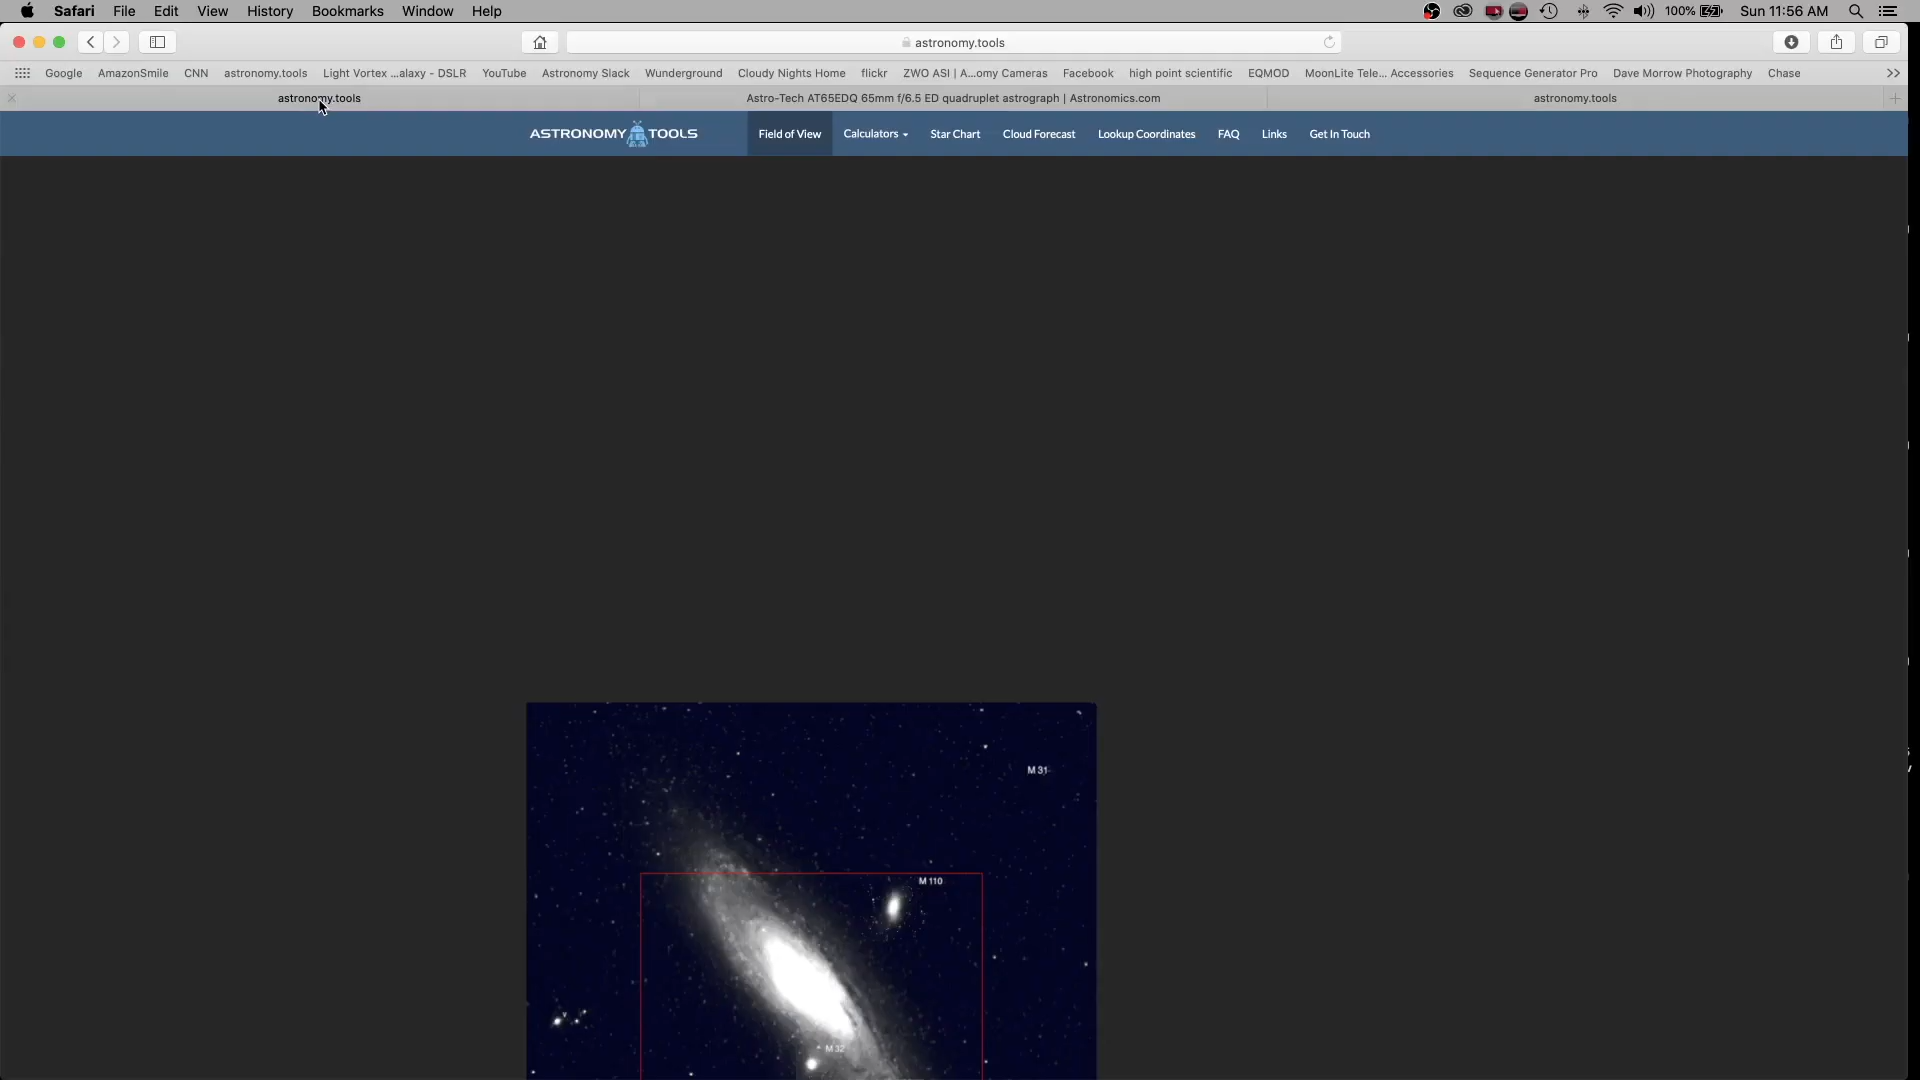 Safari File Edit View History Bookmarks Window Help 100% Sun 11:56 AM
astronomy.tools
Google AmazonSmile CNN astronomy.tools Light Vortex ...alaxy - DSLR YouTube Astronomy Slack Wunderground Cloudy Nights Home flickr ZWO ASI | A...omy Cameras Facebook high point scientific EQMOD MoonLite Tele... Accessories Sequence Generator Pro Dave Morrow Photography Chase
astronomy.tools Astro-Tech AT65EDQ 65mm f/6.5 ED quadruplet astrograph | Astronomics.com astronomy.tools
ASTRONOMY TOOLS Field of View Calculators Star Chart Cloud Forecast Lookup Coordinates FAQ Links Get In Touch
M 31
M 110
M 32